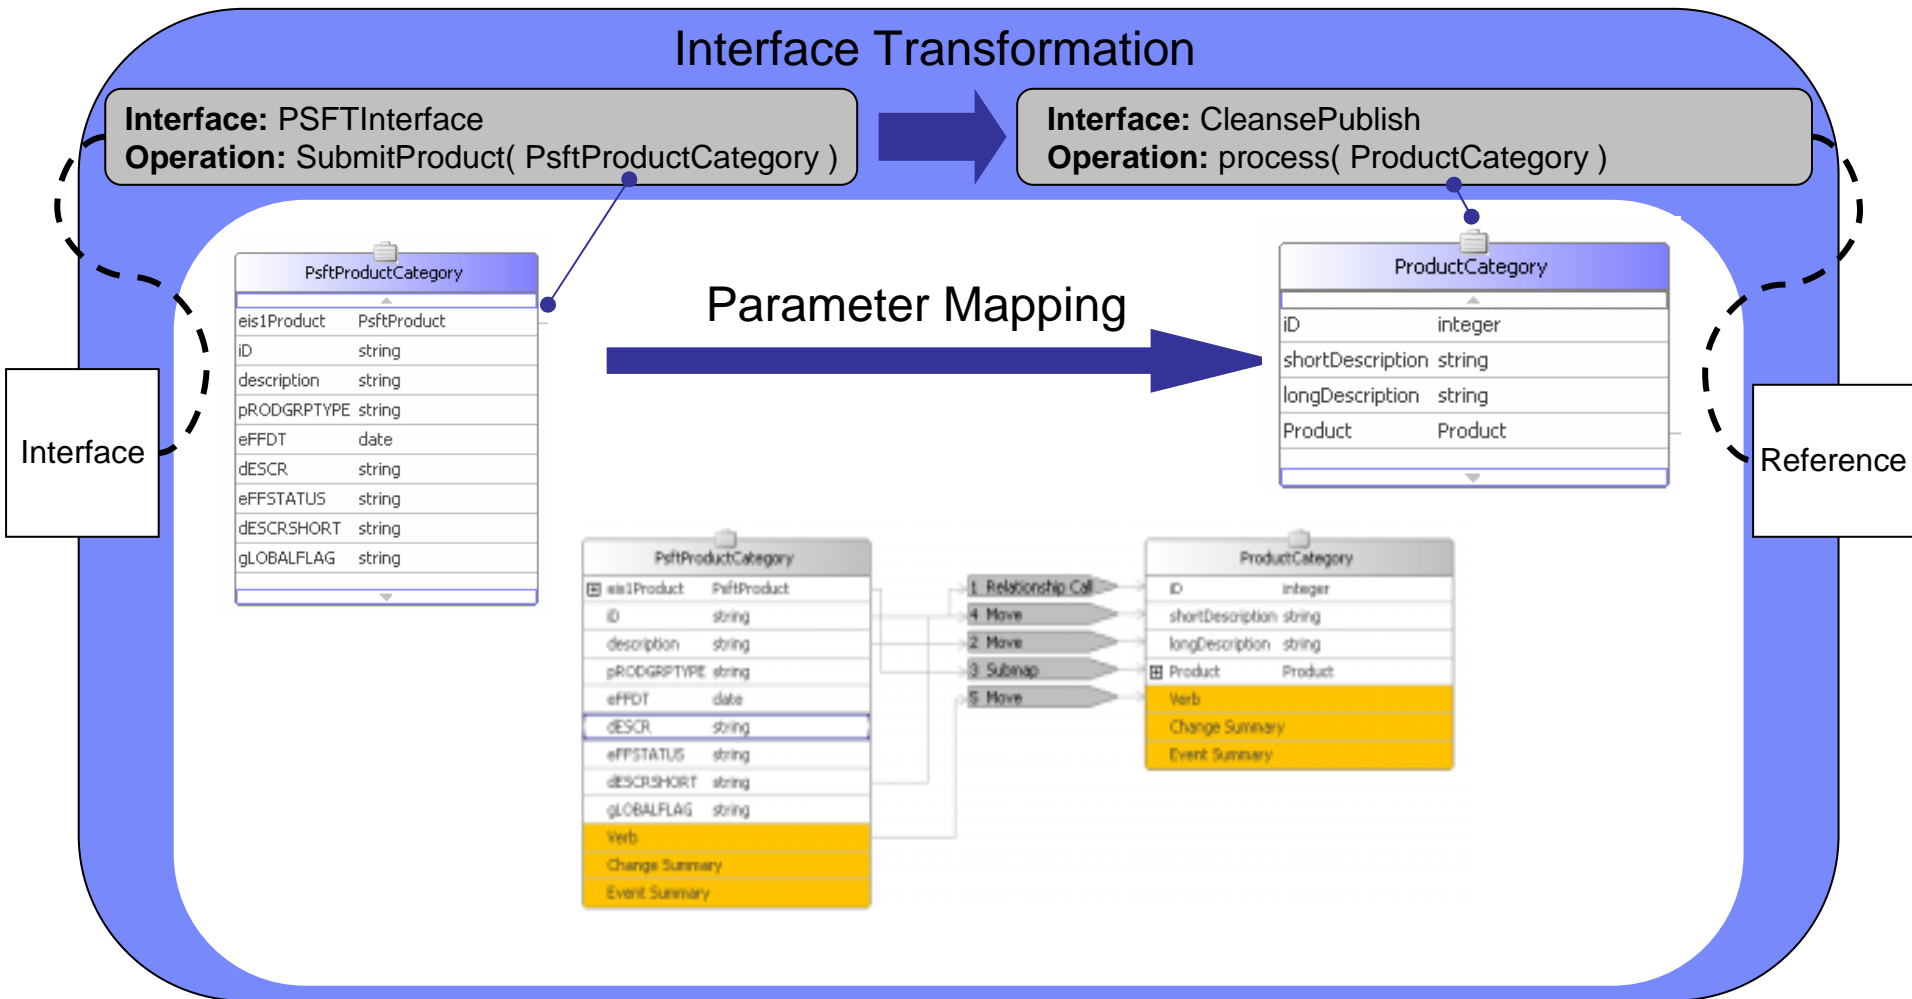 Interface Transformation
Interface: PSFTInterface
Operation: SubmitProduct( PsftProductCategory )
Interface: CleansePublish
Operation: process( ProductCategory )
PsftProductCategory
eis1Product PsftProduct
iD string
description string
pRODGRPTYPE string
eFFDT date
dESCR string
eFFSTATUS string
dESCRSHORT string
gLOBALFLAG string
Parameter Mapping
ProductCategory
iD integer
shortDescription string
longDescription string
Product Product
Interface
Reference
PsftProductCategory
eis1Product PsftProduct
iD string
description string
pRODGRPTYPE string
eFFDT date
dESCR string
eFFSTATUS string
dESCRSHORT string
gLOBALFLAG string
Verb
Change Summary
Event Summary
1 Relationship Call
4 Move
2 Move
3 Submap
5 Move
ProductCategory
iD integer
shortDescription string
longDescription string
Product Product
Verb
Change Summary
Event Summary